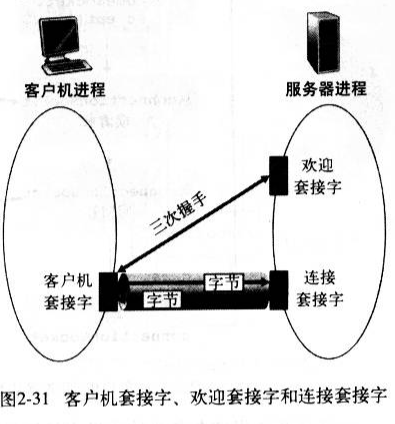 客户机进程
服务器进程
欢迎
套接字
三次握手
客户机
套接字
字节
字节
连接
套接字
图2-31 客户机套接字、欢迎套接字和连接套接字